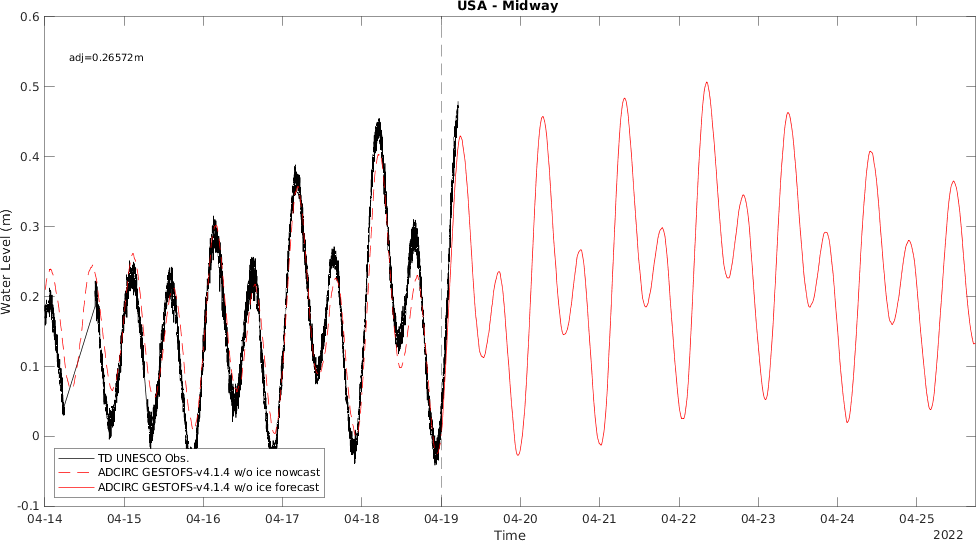 USA - Midway
adj=0.26572m
0.6
0.5
0.4
0.3
0.2
0.1
0
-0.1
Water Level (m)
TD UNESCO Obs.
ADCIRC GESTOFS-v4.1.4 w/o ice nowcast
ADCIRC GESTOFS-v4.1.4 w/o ice forecast
04-14 04-15 04-16 04-17 04-18 04-19 04-20 04-21 04-22 04-23 04-24 04-25
Time
2022